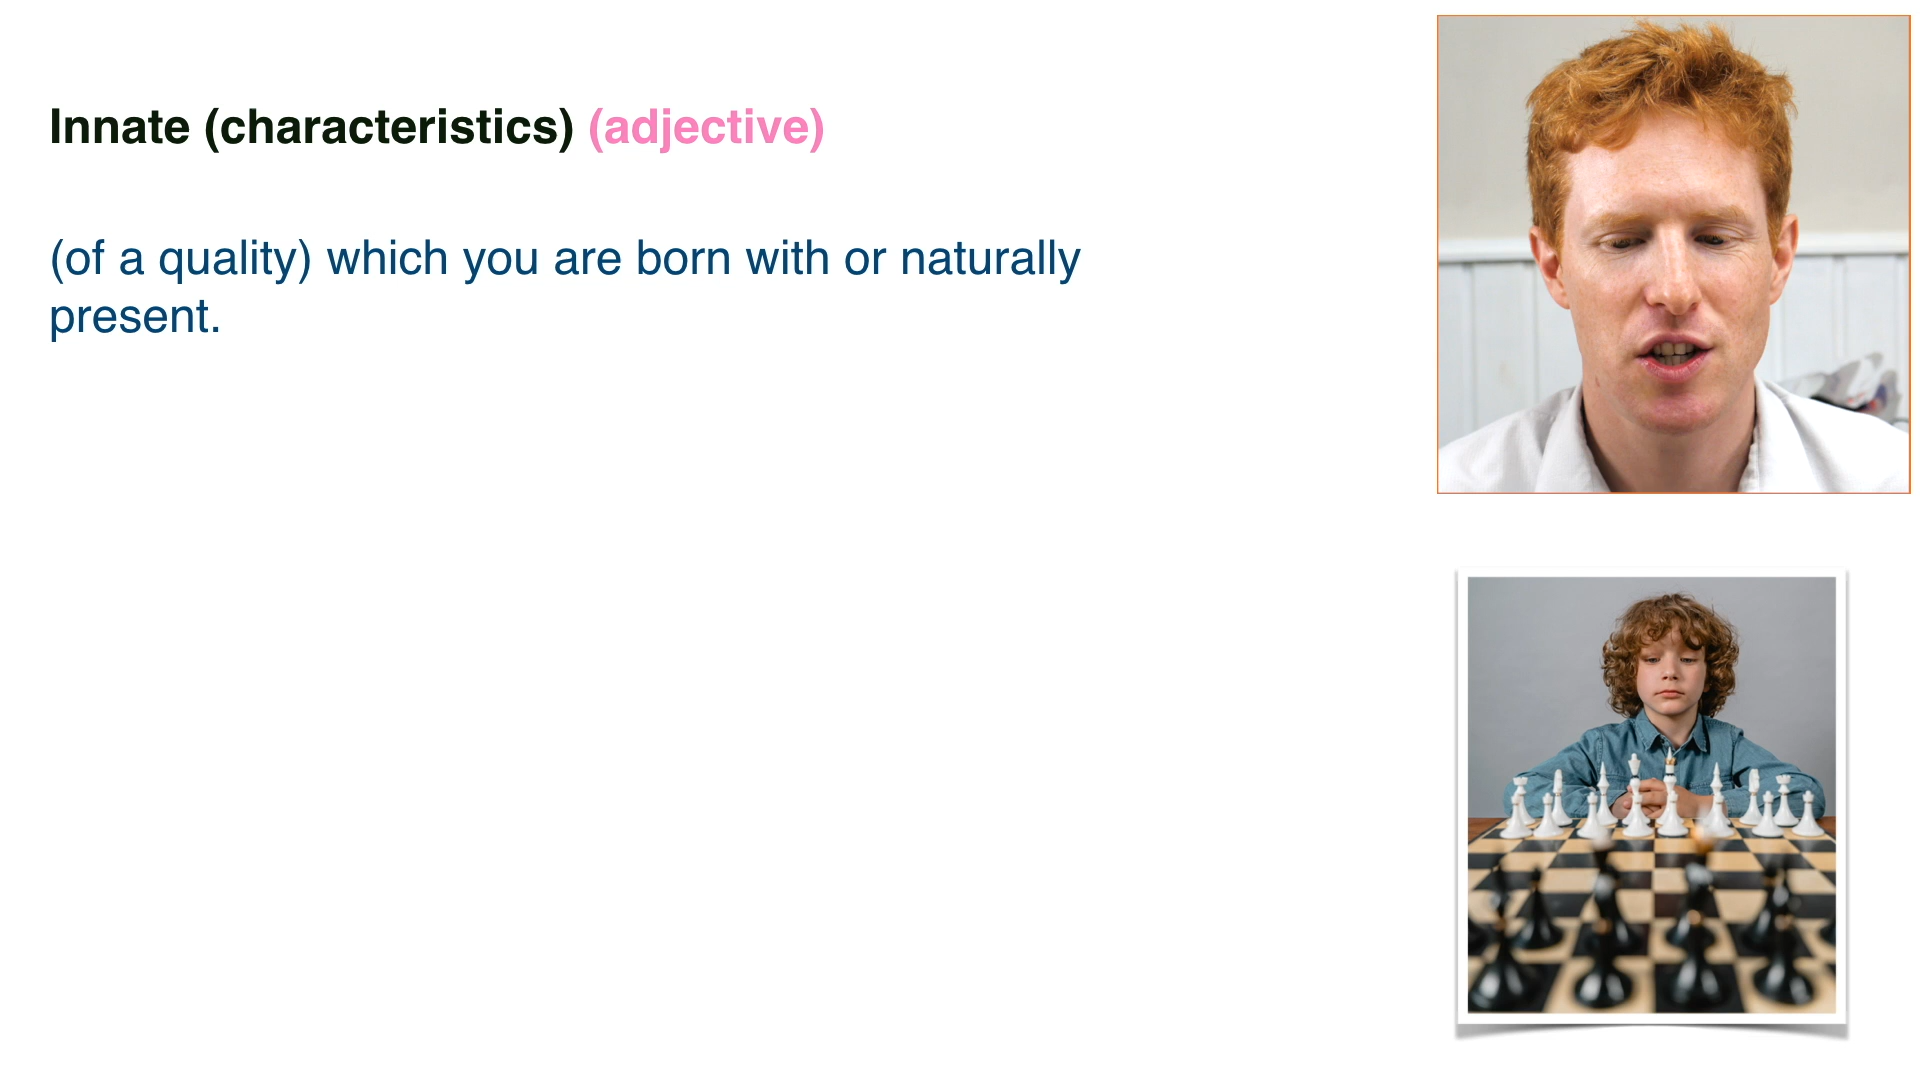 Innate (characteristics) (adjective)
(of a quality) which you are born with or naturally
present.